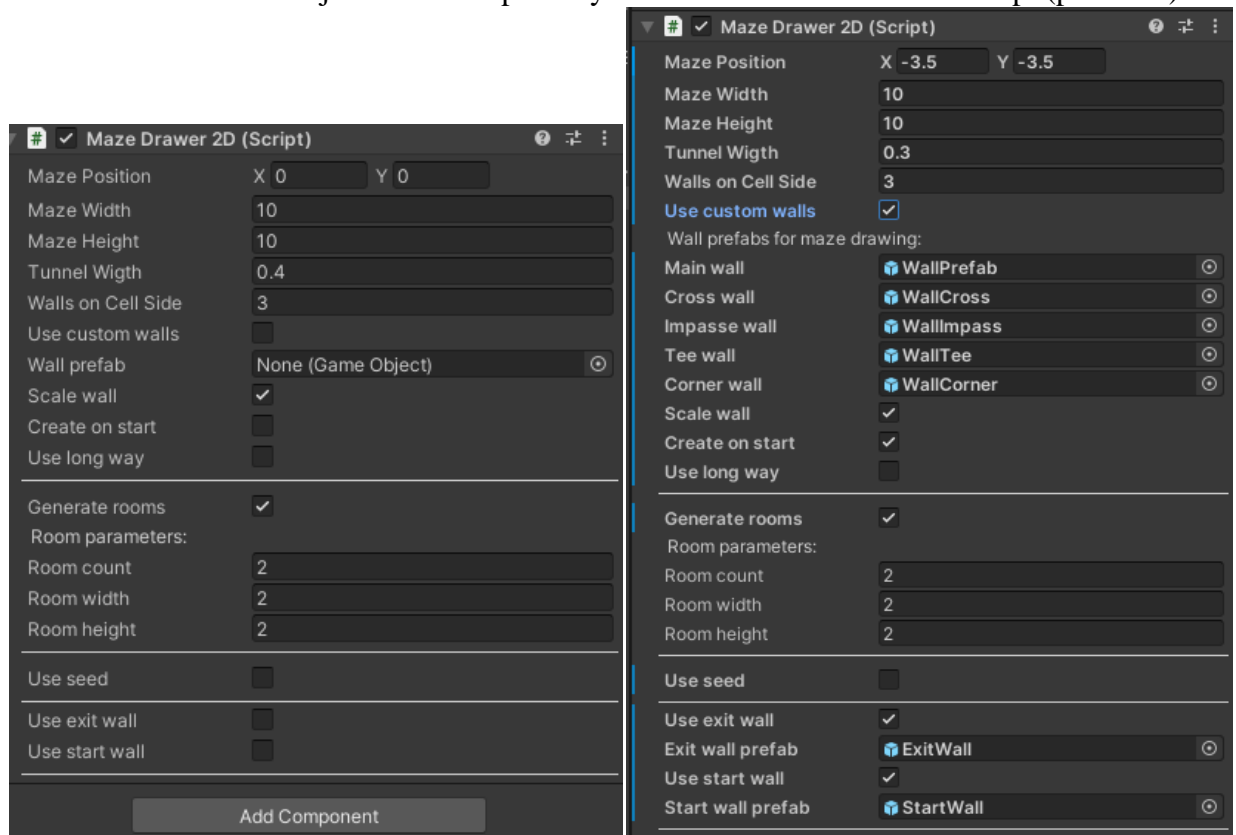 Maze Drawer 2D (Script)
Maze Position X 0 Y 0
Maze Width 10
Maze Height 10
Tunnel Wigth 0.4
Walls on Cell Side 3
Use custom walls
Wall prefab None (Game Object)
Scale wall
Create on start
Use long way
Generate rooms
Room parameters:
Room count 2
Room width 2
Room height 2
Use seed
Use exit wall
Use start wall
Add Component
Maze Drawer 2D (Script)
Maze Position X -3.5 Y -3.5
Maze Width 10
Maze Height 10
Tunnel Wigth 0.3
Walls on Cell Side 3
Use custom walls
Wall prefabs for maze drawing:
Main wall WallPrefab
Cross wall WallCross
Impasse wall WallImpass
Tee wall WallTee
Corner wall WallCorner
Scale wall
Create on start
Use long way
Generate rooms
Room parameters:
Room count 2
Room width 2
Room height 2
Use seed
Use exit wall
Exit wall prefab ExitWall
Use start wall
Start wall prefab StartWall